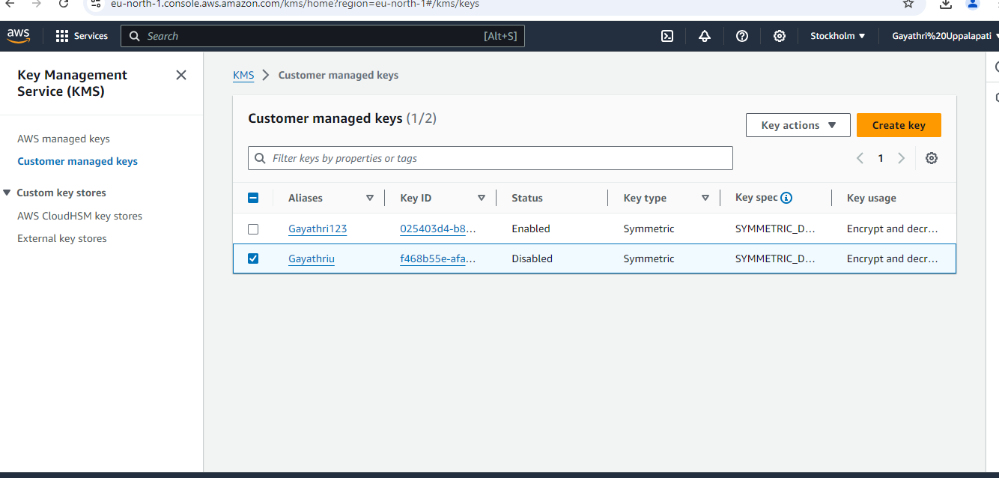 eu-north-1.console.aws.amazon.com/kms/home?region=eu-north-1#/kms/keys
aws Services Search [Alt+S] Stockholm Gayathri%20Uppalapati
Key Management
Service (KMS)
AWS managed keys
Customer managed keys
Custom key stores
AWS CloudHSM key stores
External key stores
KMS Customer managed keys
Customer managed keys (1/2)
Key actions Create key
Filter keys by properties or tags
1
Aliases Key ID Status Key type Key spec Key usage
Gayathri123 025403d4-b8... Enabled Symmetric SYMMETRIC_D... Encrypt and decr...
Gayathriu f468b55e-afa... Disabled Symmetric SYMMETRIC_D... Encrypt and decr...